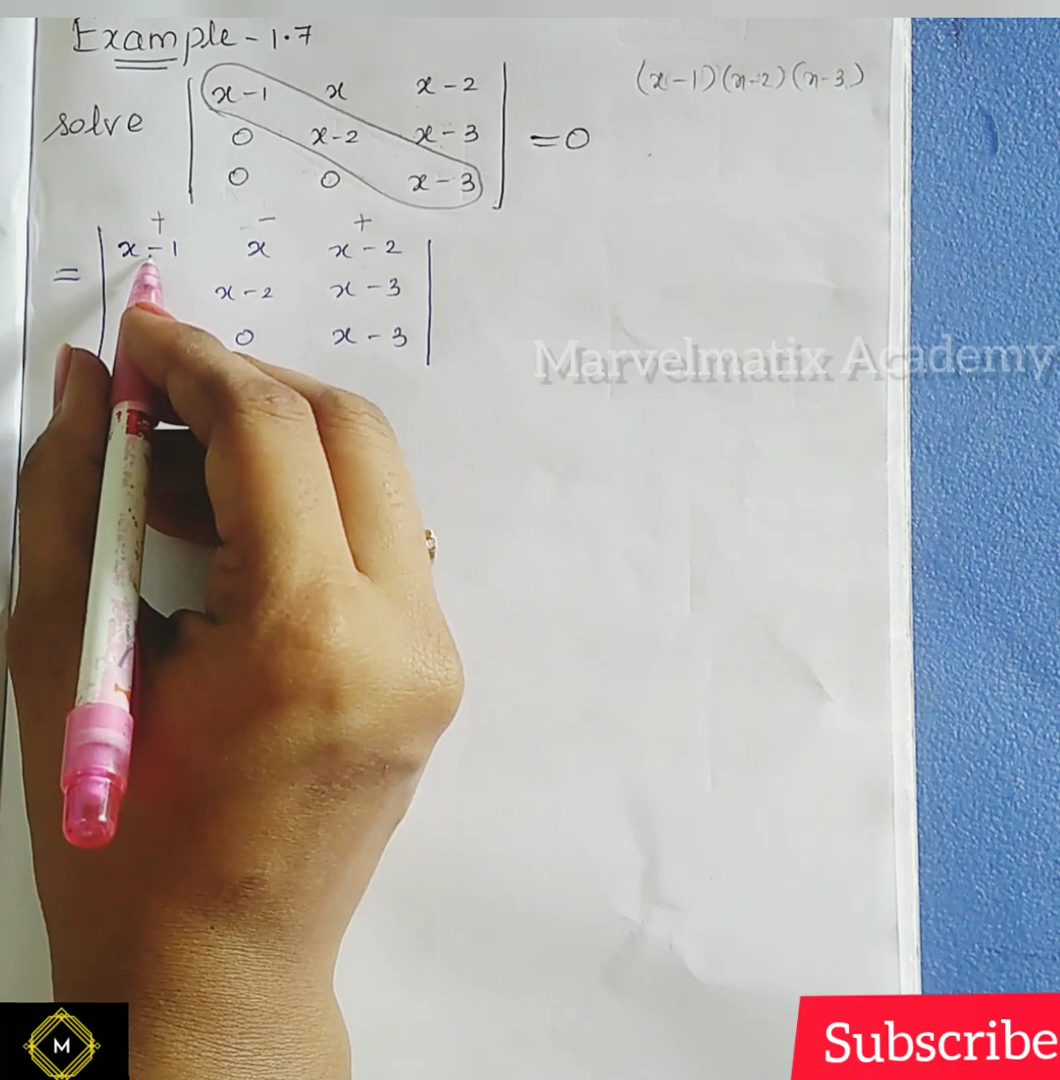 Example - 1.7
solve | x-1 x x-2 | = 0
0 x-2 x-3
0 0 x-3
(x-1)(x-2)(x-3)
+ - +
= | x-1 x x-2 |
x-2 x-3
0 x-3
Marvelmatix Academy
M
Subscribe